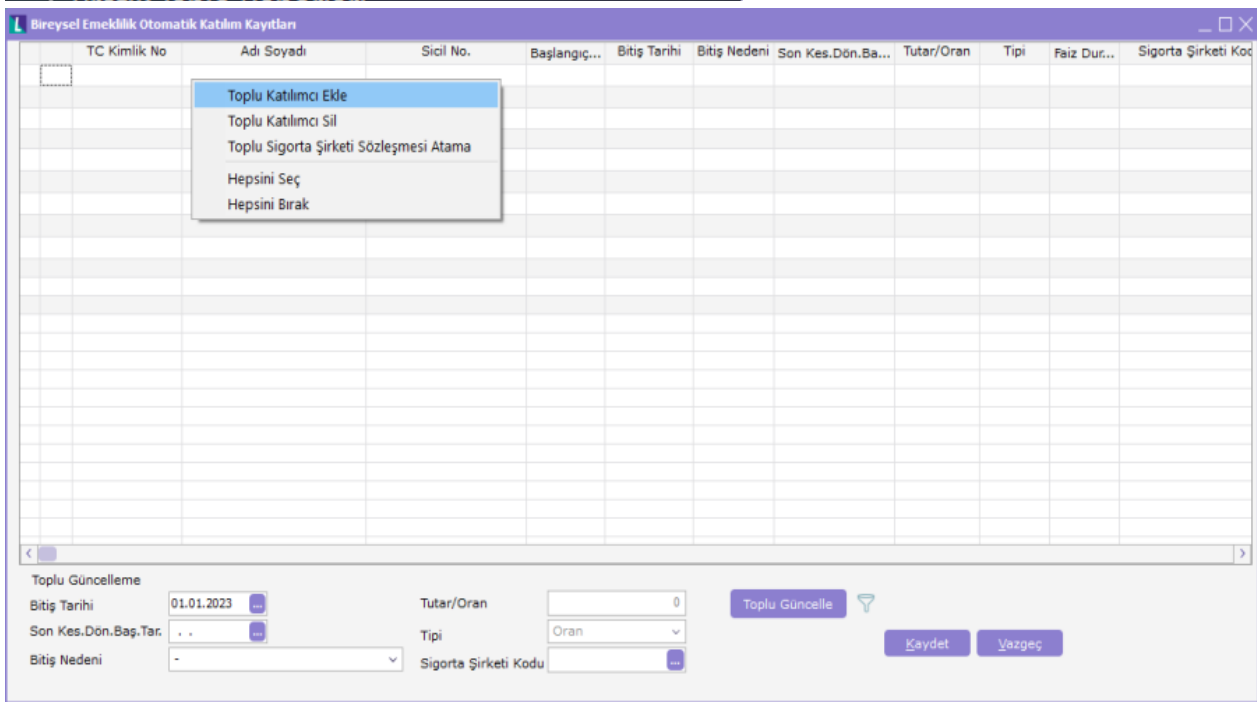 Bireysel Emeklilik Otomatik Katılım Kayıtları
TC Kimlik No Adı Soyadı Sicil No. Başlangıç... Bitiş Tarihi Bitiş Nedeni Son Kes.Dön.Ba... Tutar/Oran Tipi Faiz Dur... Sigorta Şirketi Kod
Toplu Katılımcı Ekle
Toplu Katılımcı Sil
Toplu Sigorta Şirketi Sözleşmesi Atama
Hepsini Seç
Hepsini Bırak
Toplu Güncelleme
Bitiş Tarihi 01.01.2023 ... Tutar/Oran 0 Toplu Güncelle
Son Kes.Dön.Baş.Tar. . . ... Tipi Oran Kaydet Vazgeç
Bitiş Nedeni - Sigorta Şirketi Kodu ...